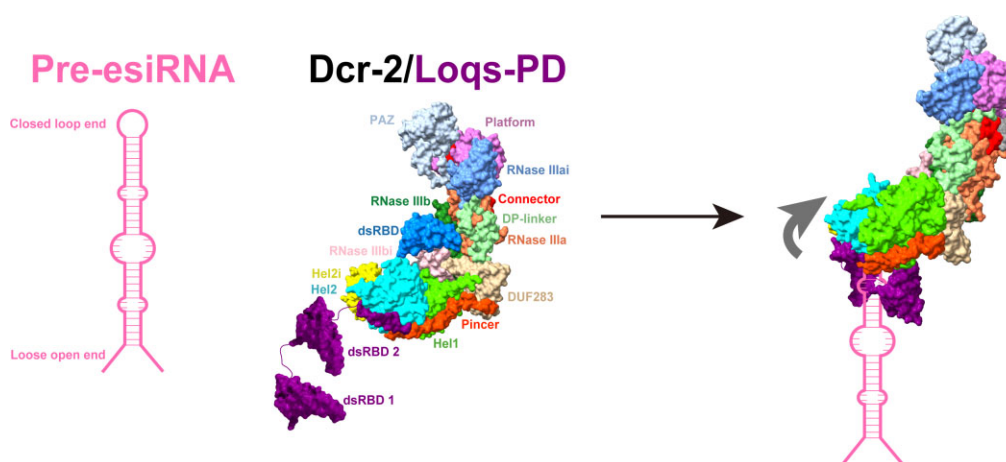 Pre-esiRNA
Dcr-2/Loqs-PD
Closed loop end
Loose open end
PAZ
Platform
RNase IIIai
RNase IIIb
Connector
dsRBD
DP-linker
RNase IIIa
RNase IIIbi
Hel2i
Hel2
DUF283
Pincer
Hel1
dsRBD 2
dsRBD 1